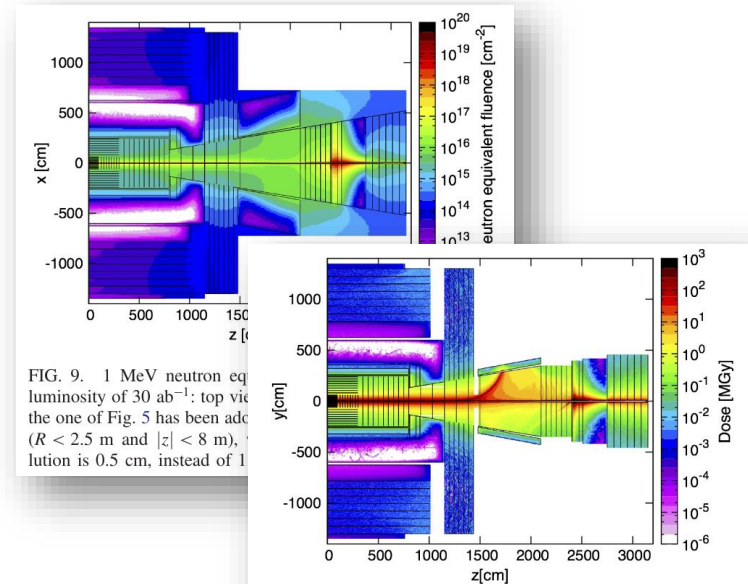 10^20
10^19
10^18
10^17
10^16
10^15
10^14
10^13
1000
500
0
-500
-1000
x [cm]
eutron equivalent fluence [cm^-2]
0 500 1000
z
FIG. 9. 1 MeV neutron
luminosity of 30 ab^−1: top
the one of Fig. 5 has been
(R < 2.5 m and |z| < 8 m),
lution is 0.5 cm, instead of 1
1000
500
0
-500
-1000
y[cm]
0 500 1000 1500 2000 2500 3000
z[cm]
10^3
10^2
10^1
10^0
10^-1
10^-2
10^-3
10^-4
10^-5
10^-6
Dose [MGy]